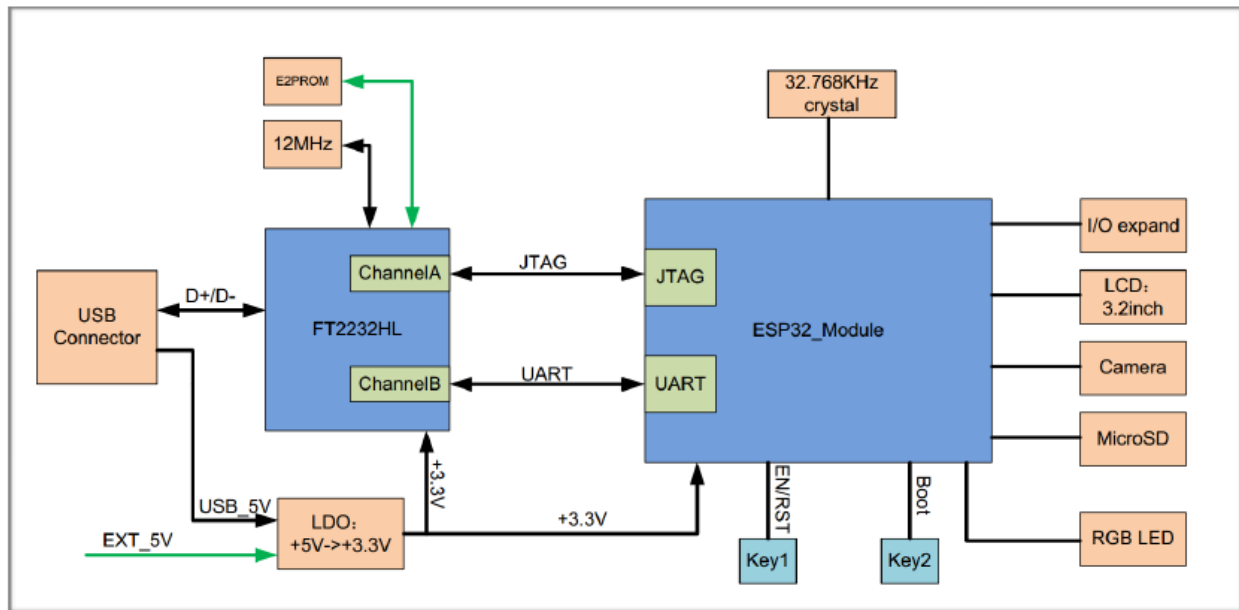 E2PROM
12MHz
32.768KHz
crystal
USB
Connector
D+/D-
FT2232HL
ChannelA
ChannelB
JTAG
UART
JTAG
UART
ESP32_Module
I/O expand
LCD：
3.2inch
Camera
MicroSD
RGB LED
USB_5V
EXT_5V
LDO：
+5V->+3.3V
+3.3V
+3.3V
EN/RST
Boot
Key1
Key2